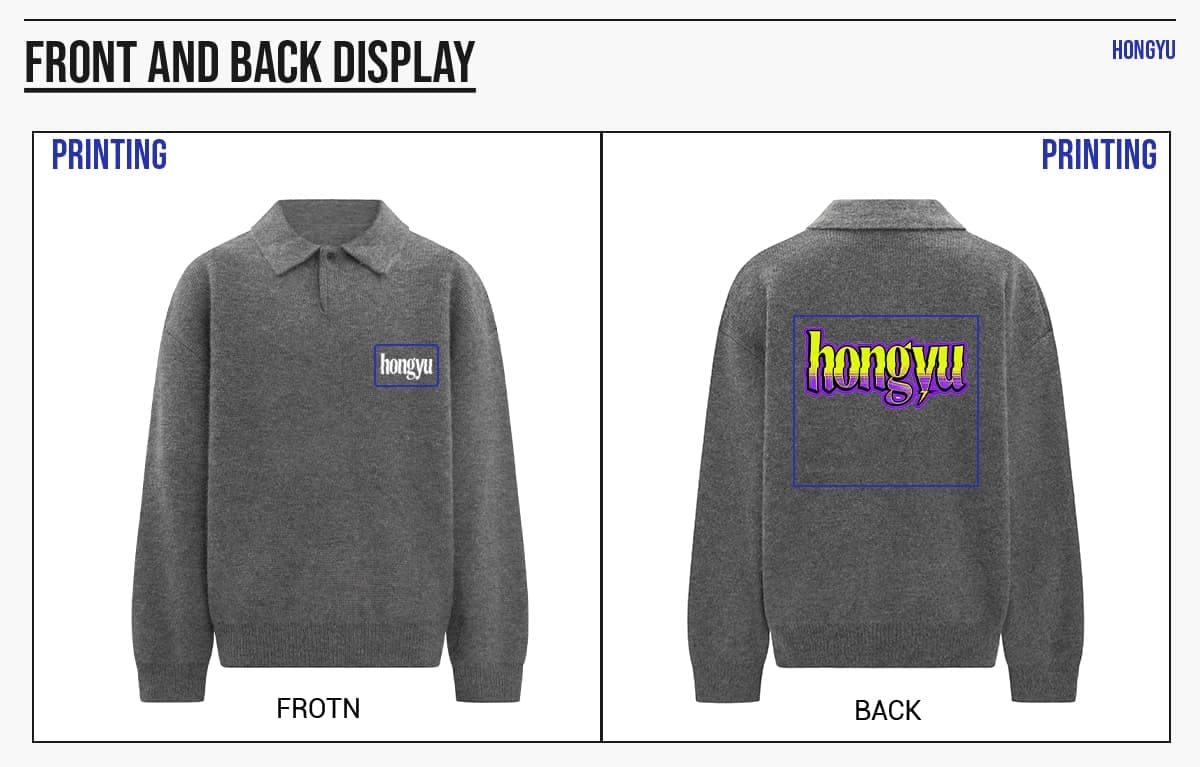 FRONT AND BACK DISPLAY
HONGYU
PRINTING
PRINTING
hongyu
hongyu
FROTN
BACK